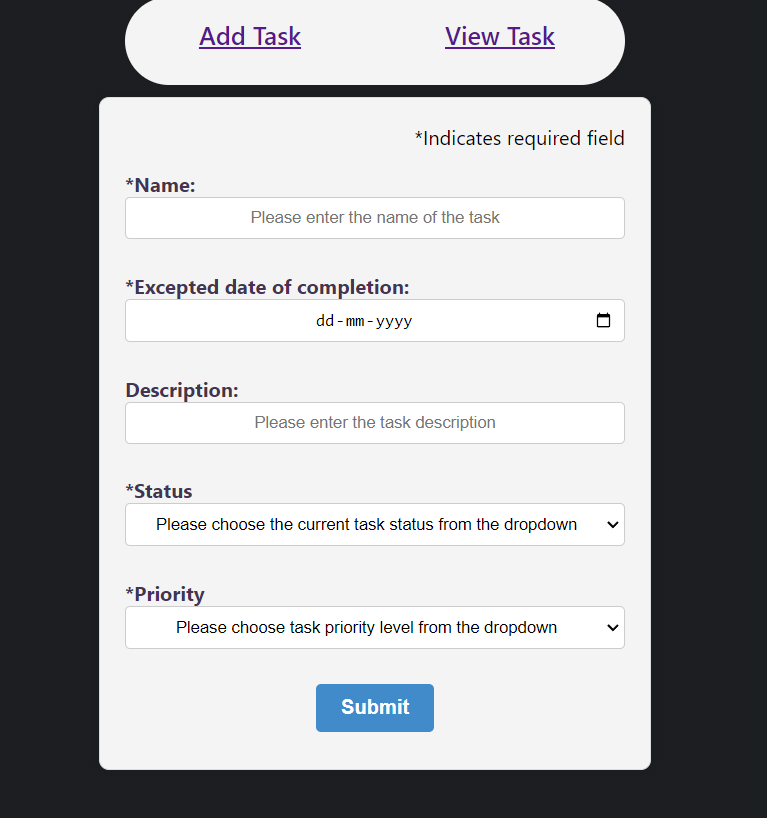 Add Task View Task
*Indicates required field
*Name:
Please enter the name of the task
*Excepted date of completion:
dd-mm-yyyy
Description:
Please enter the task description
*Status
Please choose the current task status from the dropdown
*Priority
Please choose task priority level from the dropdown
Submit